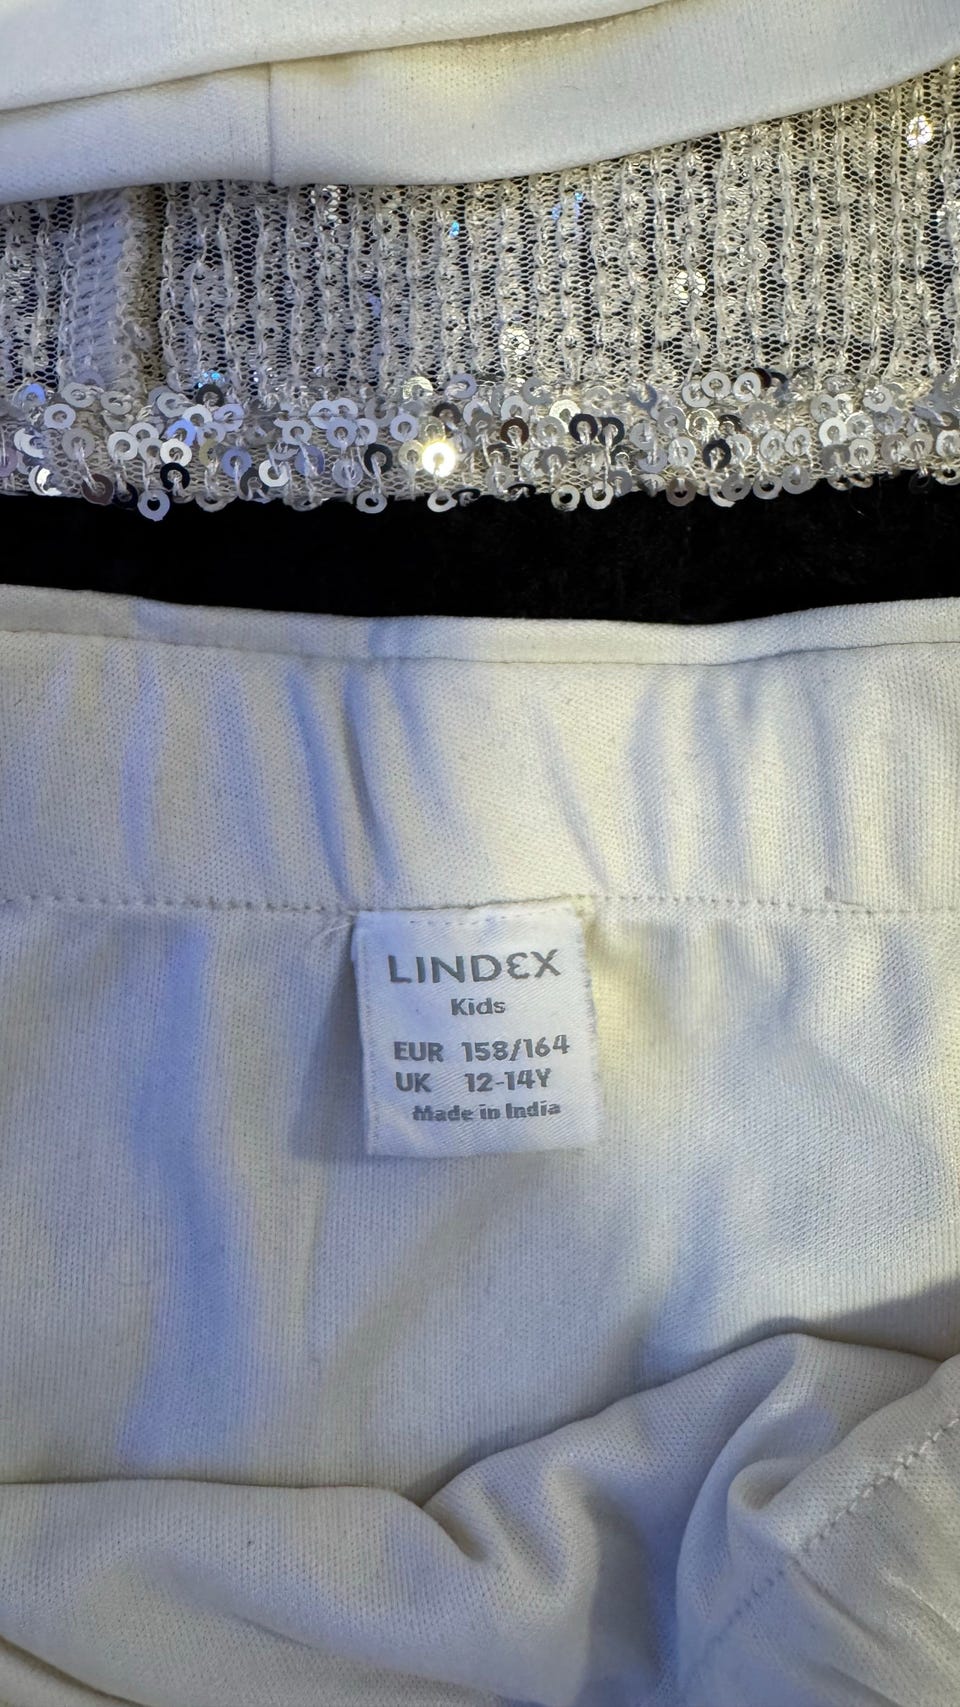 LINDEX
Kids
EUR 158/164
UK 12-14Y
Made in India